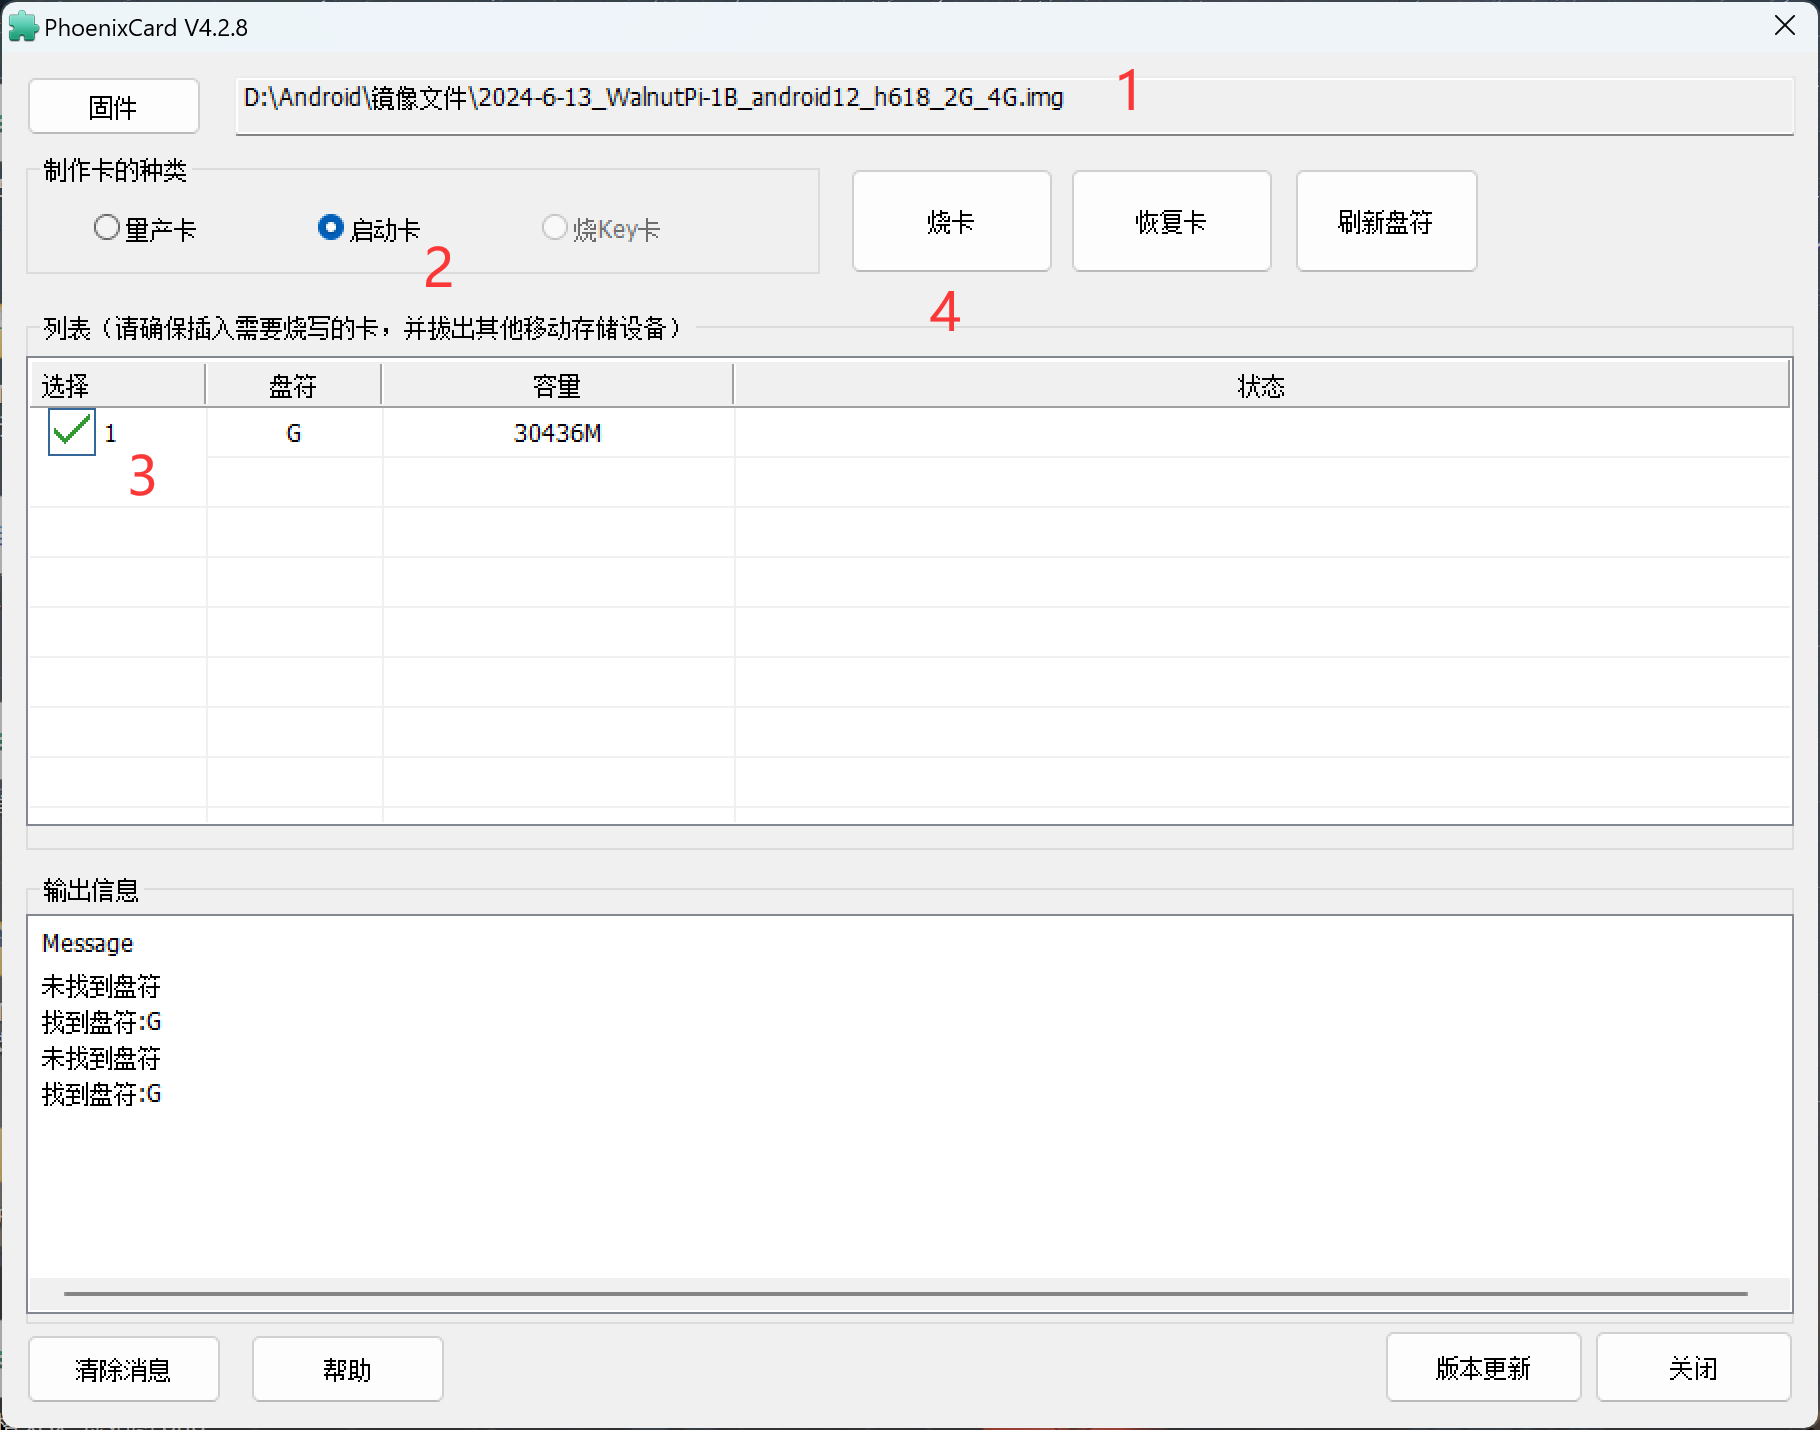 PhoenixCard V4.2.8
固件
D:\Android\镜像文件\2024-6-13_WalnutPi-1B_android12_h618_2G_4G.img
1
制作卡的种类
量产卡
启动卡
烧Key卡
2
烧卡
恢复卡
刷新盘符
4
列表（请确保插入需要烧写的卡，并拔出其他移动存储设备）
选择 盘符 容量 状态
1 G 30436M
3
输出信息
Message
未找到盘符
找到盘符:G
未找到盘符
找到盘符:G
清除消息
帮助
版本更新
关闭